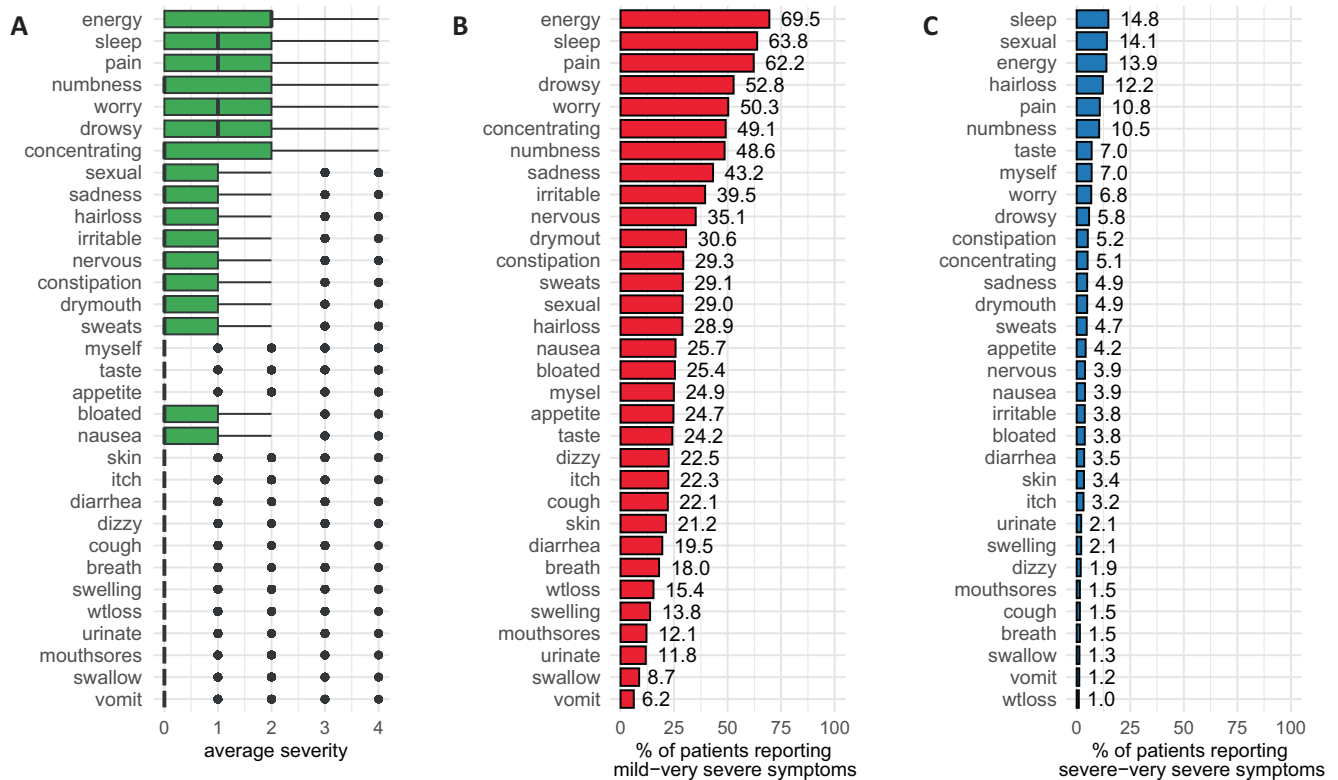 A
energy
sleep
pain
numbness
worry
drowsy
concentrating
sexual
sadness
hairloss
irritable
nervous
constipation
drymouth
sweats
myself
taste
appetite
bloated
nausea
skin
itch
diarrhea
dizzy
cough
breath
swelling
wtloss
urinate
mouthsores
swallow
vomit
0 1 2 3 4
average severity
B
energy 69.5
sleep 63.8
pain 62.2
drowsy 52.8
worry 50.3
concentrating 49.1
numbness 48.6
sadness 43.2
irritable 39.5
nervous 35.1
drymout 30.6
constipation 29.3
sweats 29.1
sexual 29.0
hairloss 28.9
nausea 25.7
bloated 25.4
mysel 24.9
appetite 24.7
taste 24.2
dizzy 22.5
itch 22.3
cough 22.1
skin 21.2
diarrhea 19.5
breath 18.0
wtloss 15.4
swelling 13.8
mouthsores 12.1
urinate 11.8
swallow 8.7
vomit 6.2
0 25 50 75 100
% of patients reporting
mild−very severe symptoms
C
sleep 14.8
sexual 14.1
energy 13.9
hairloss 12.2
pain 10.8
numbness 10.5
taste 7.0
myself 7.0
worry 6.8
drowsy 5.8
constipation 5.2
concentrating 5.1
sadness 4.9
drymouth 4.9
sweats 4.7
appetite 4.2
nervous 3.9
nausea 3.9
irritable 3.8
bloated 3.8
diarrhea 3.5
skin 3.4
itch 3.2
urinate 2.1
swelling 2.1
dizzy 1.9
mouthsores 1.5
cough 1.5
breath 1.5
swallow 1.3
vomit 1.2
wtloss 1.0
0 25 50 75 100
% of patients reporting
severe−very severe symptoms